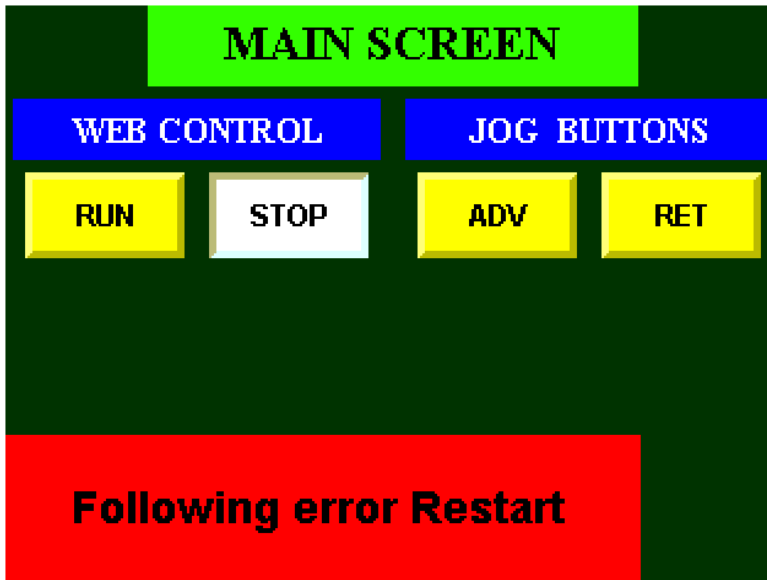 MAIN SCREEN
WEB CONTROL
JOG BUTTONS
RUN
STOP
ADV
RET
Following error Restart